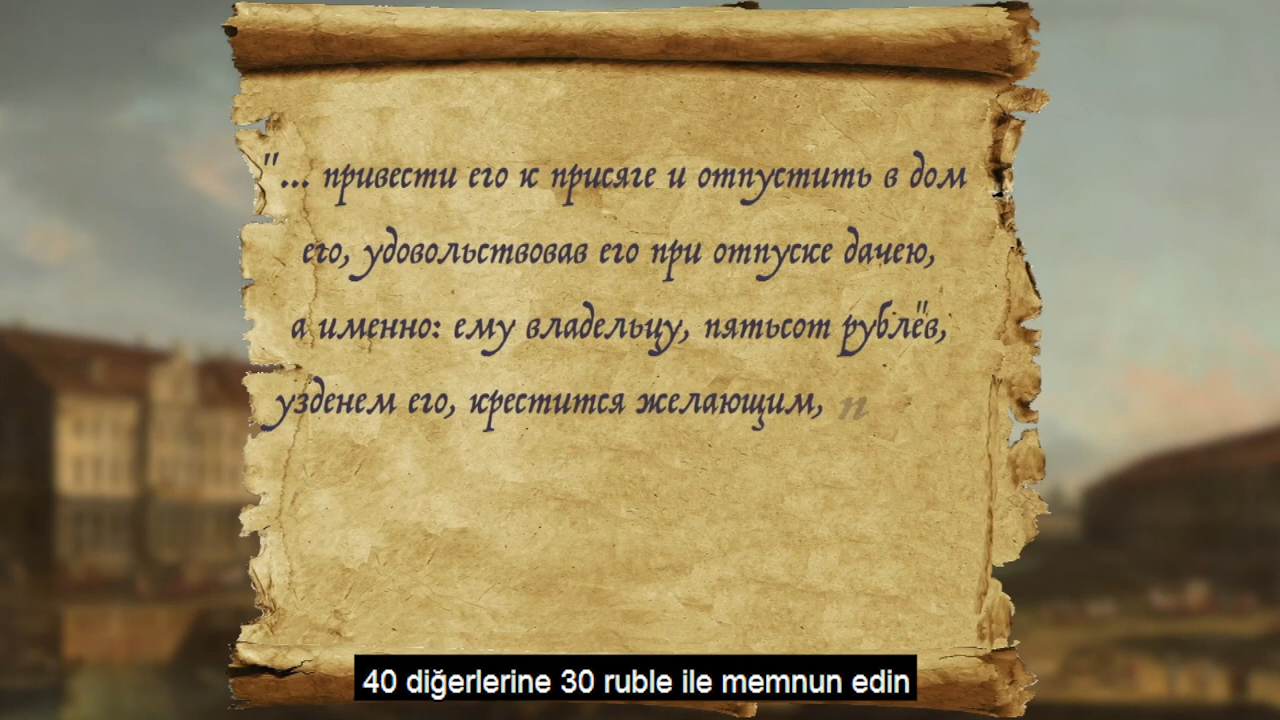 "... привести его к присяге и отпустить в дом
его, удовольствовав его при отпуске дачею,
а именно: ему владельцу, пятьсот рублёв,
узденем его, крестится желающим, п
40 diğerlerine 30 ruble ile memnun edin